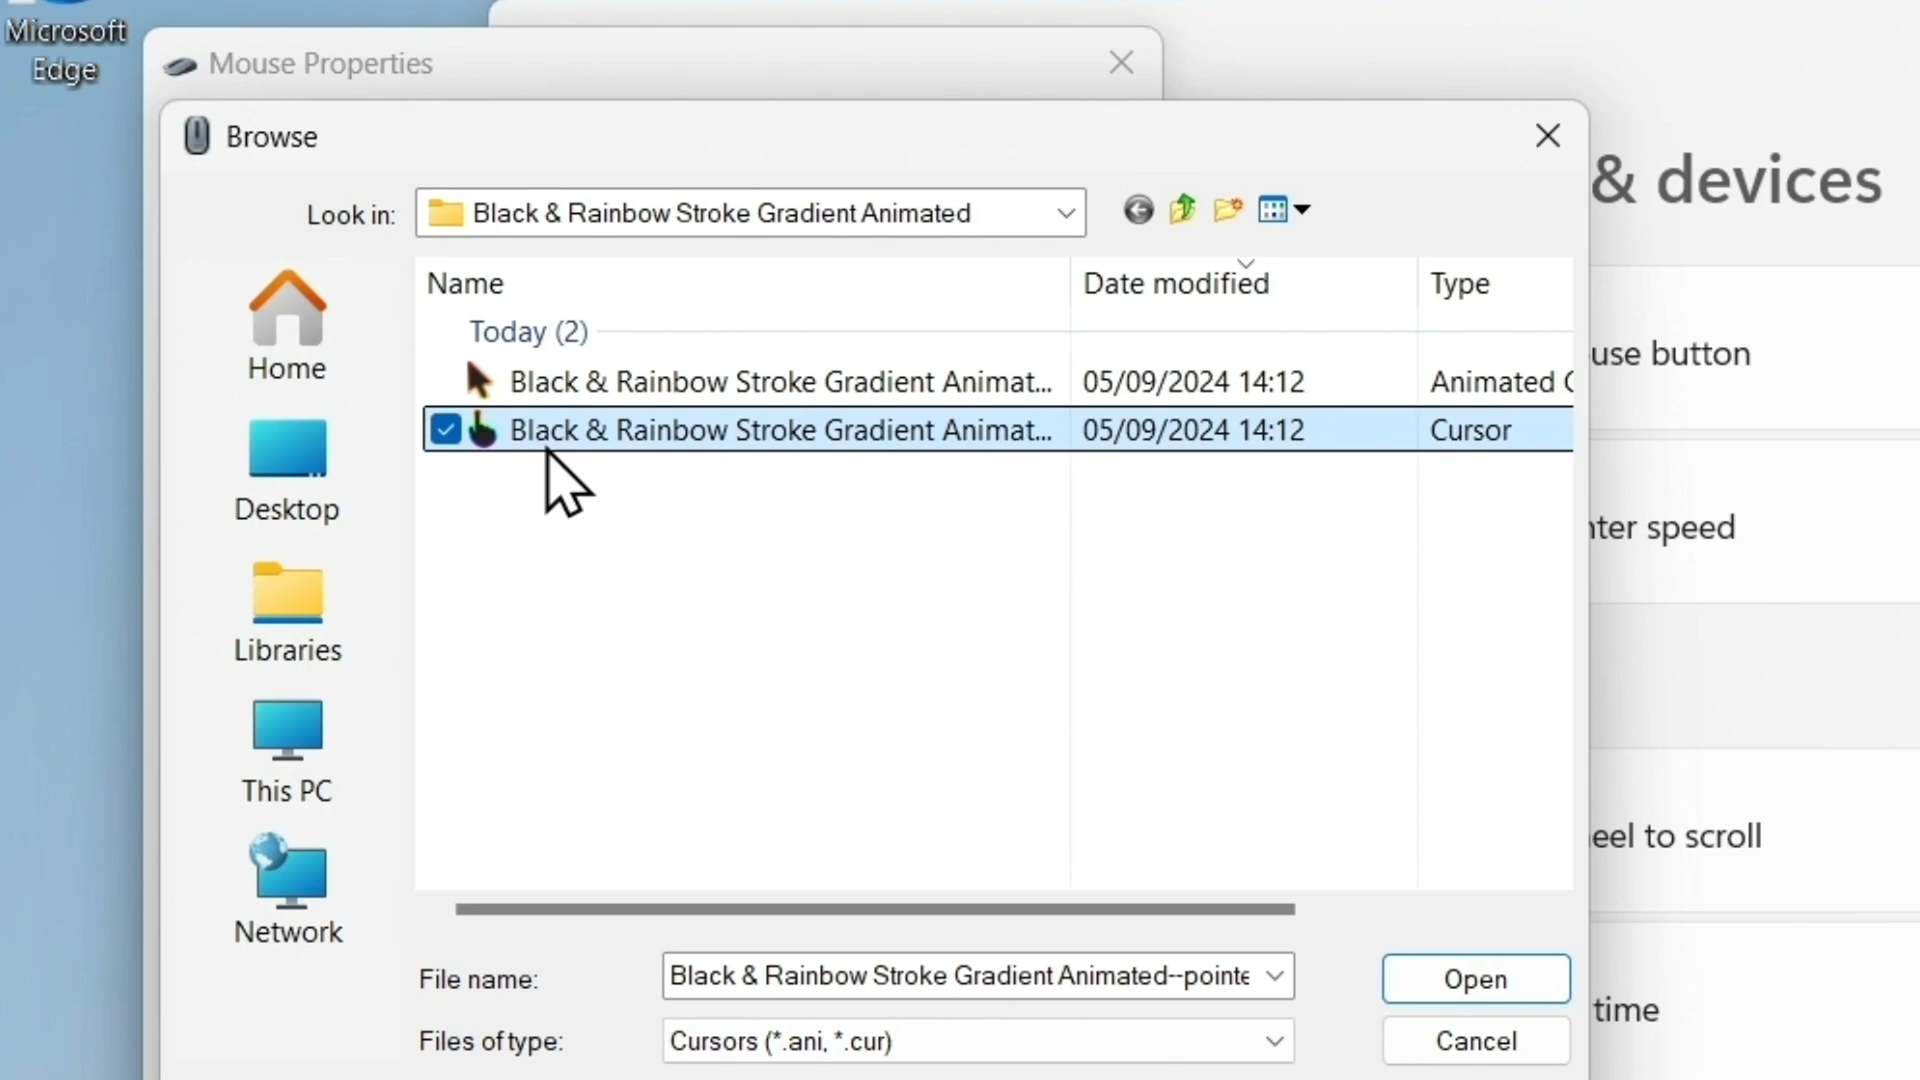 Microsoft
Edge
Mouse Properties
Browse
& devices
Look in:
Black & Rainbow Stroke Gradient Animated
Name
Date modified
Type
Today (2)
Black & Rainbow Stroke Gradient Animat...
05/09/2024 14:12
Animated
Black & Rainbow Stroke Gradient Animat...
05/09/2024 14:12
Cursor
Home
Desktop
Libraries
This PC
Network
use button
nter speed
eel to scroll
time
File name:
Black & Rainbow Stroke Gradient Animated--pointe
Open
Files of type:
Cursors (*.ani, *.cur)
Cancel